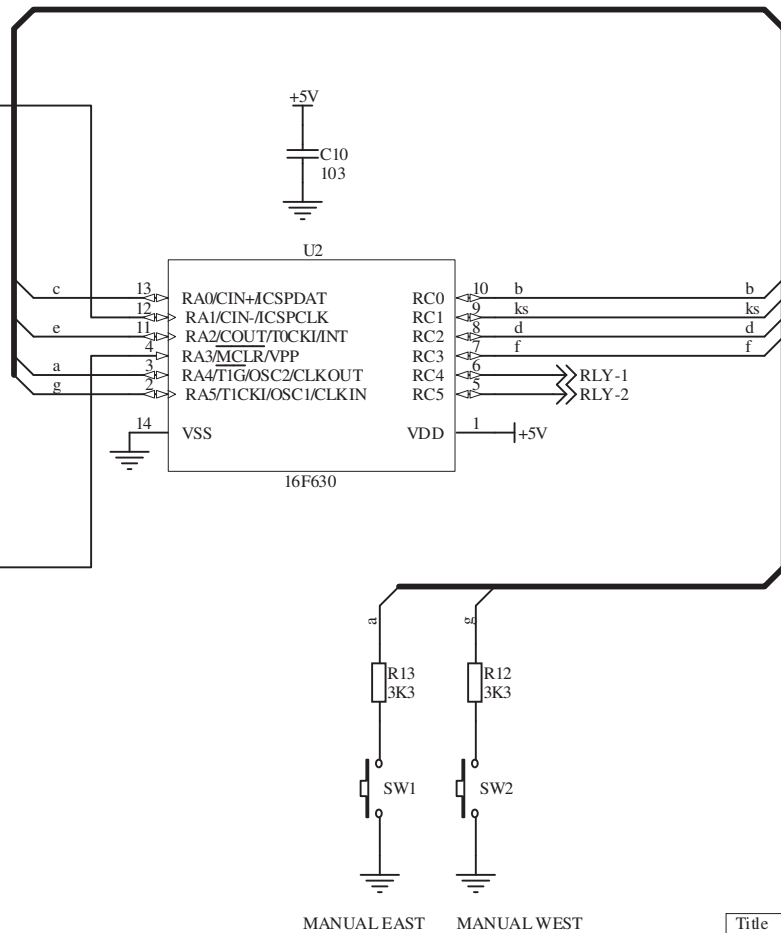 +5V
C10
103
U2
c 13 RA0/CIN+/ICSPDAT RC0 10 b b
12 RA1/CIN-/ICSPCLK RC1 9 ks ks
e 11 RA2/COUT/T0CKI/INT RC2 8 d d
4 RA3/MCLR/VPP RC3 7 f f
a 3 RA4/T1G/OSC2/CLKOUT RC4 6 RLY-1
g 2 RA5/T1CKI/OSC1/CLKIN RC5 5 RLY-2
14 VSS VDD 1 +5V
16F630
a g
R13 R12
3K3 3K3
SW1 SW2
MANUAL EAST MANUAL WEST
Title